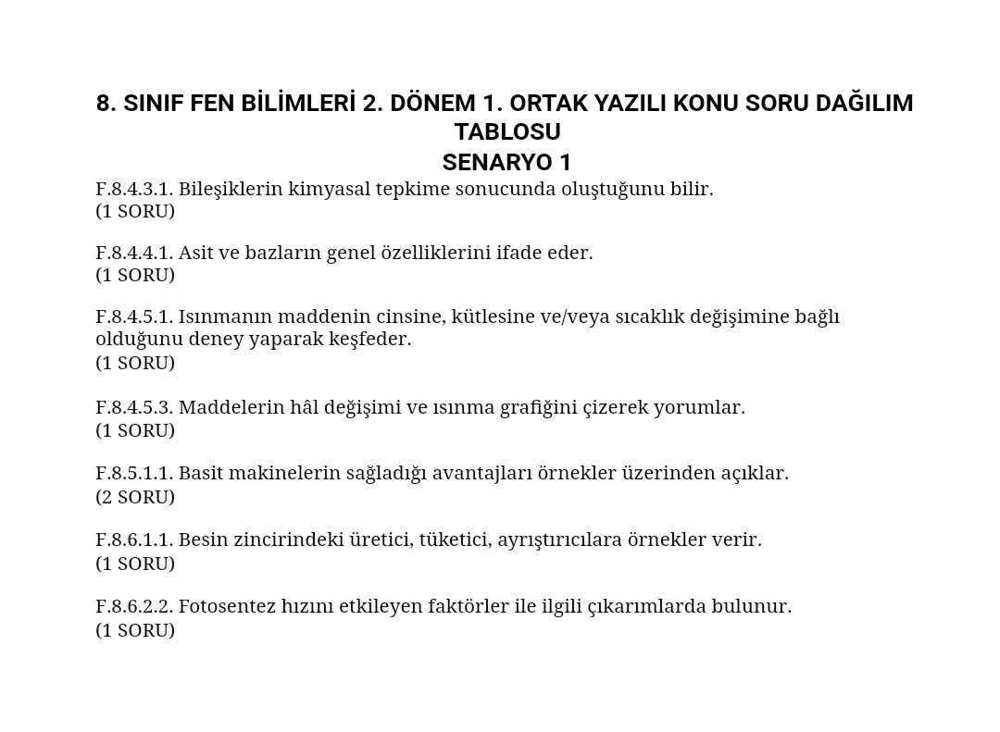 8. SINIF FEN BİLİMLERİ 2. DÖNEM 1. ORTAK YAZILI KONU SORU DAĞILIM
TABLOSU
SENARYO 1
F.8.4.3.1. Bileşiklerin kimyasal tepkime sonucunda oluştuğunu bilir.
(1 SORU)
F.8.4.4.1. Asit ve bazların genel özelliklerini ifade eder.
(1 SORU)
F.8.4.5.1. Isınmanın maddenin cinsine, kütlesine ve/veya sıcaklık değişimine bağlı
olduğunu deney yaparak keşfeder.
(1 SORU)
F.8.4.5.3. Maddelerin hâl değişimi ve ısınma grafiğini çizerek yorumlar.
(1 SORU)
F.8.5.1.1. Basit makinelerin sağladığı avantajları örnekler üzerinden açıklar.
(2 SORU)
F.8.6.1.1. Besin zincirindeki üretici, tüketici, ayrıştırıcılara örnekler verir.
(1 SORU)
F.8.6.2.2. Fotosentez hızını etkileyen faktörler ile ilgili çıkarımlarda bulunur.
(1 SORU)